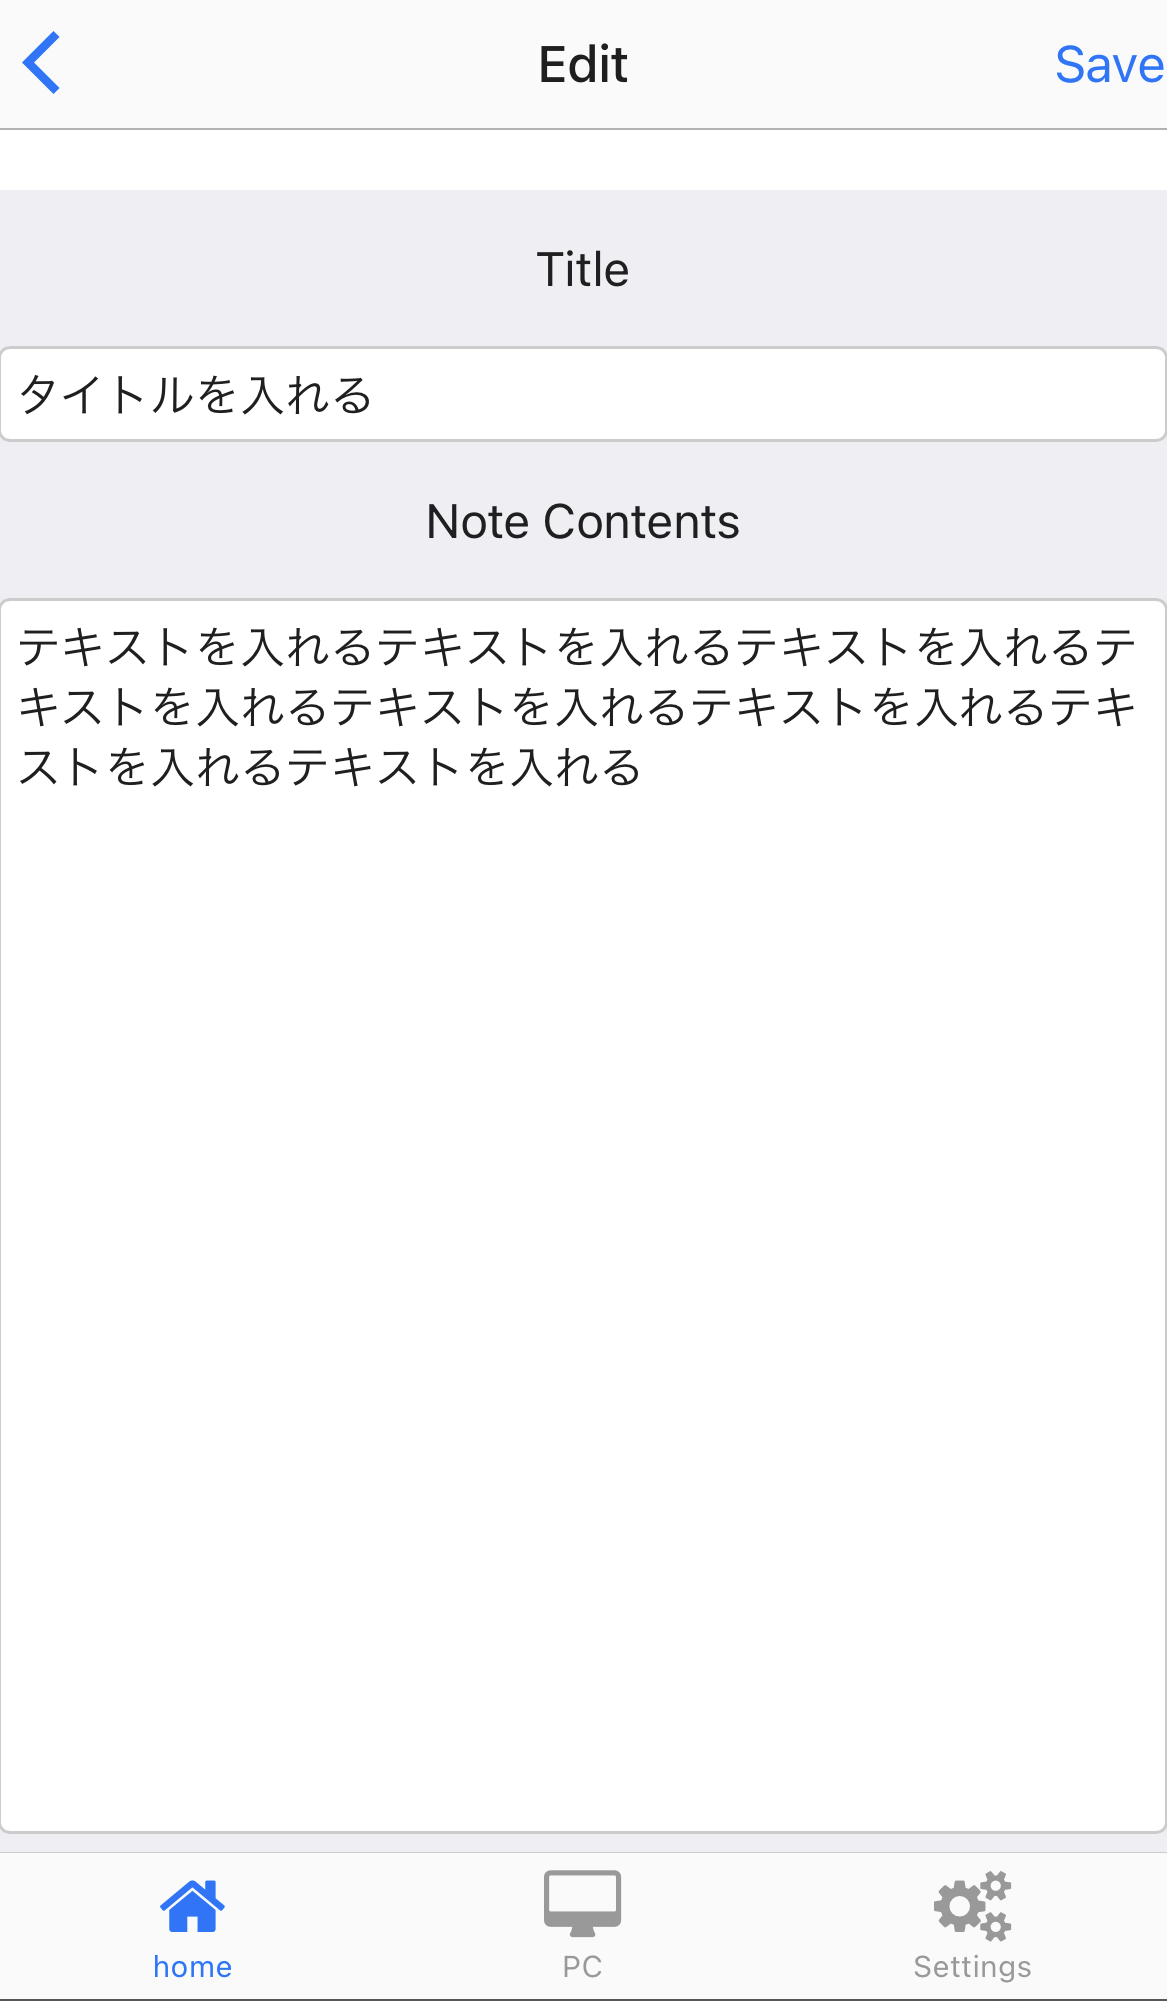 Edit
Save
Title
タイトルを入れる
Note Contents
テキストを入れるテキストを入れるテキストを入れるテ
キストを入れるテキストを入れるテキストを入れるテキ
ストを入れるテキストを入れる
home
PC
Settings